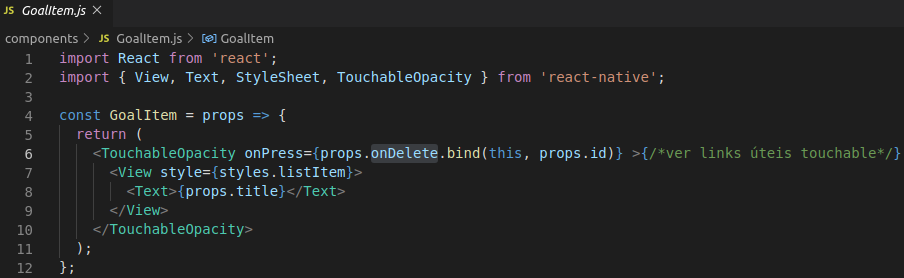 JS GoalItem.js ×
components > JS GoalItem.js > GoalItem
1 import React from 'react';
2 import { View, Text, StyleSheet, TouchableOpacity } from 'react-native';
3
4 const GoalItem = props => {
5 return (
6 <TouchableOpacity onPress={props.onDelete.bind(this, props.id)} >{/*ver links úteis touchable*/}
7 <View style={styles.listItem}>
8 <Text>{props.title}</Text>
9 </View>
10 </TouchableOpacity>
11 );
12 };